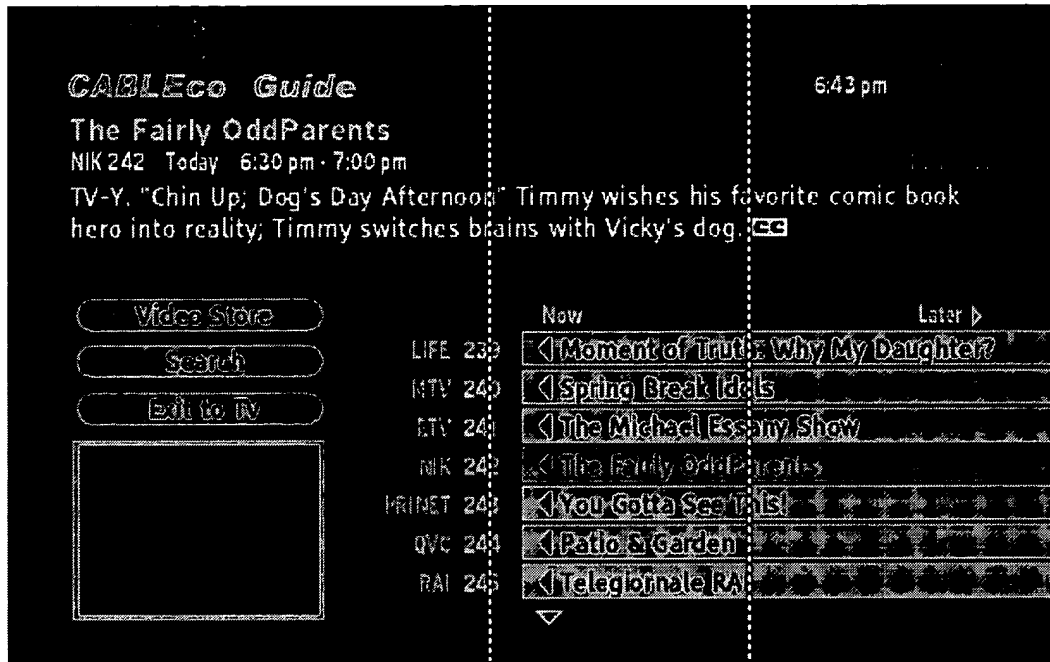 CABLEco Guide
6:43 pm
The Fairly OddParents
NIK 242 Today 6:30 pm - 7:00 pm
TV-Y. "Chin Up; Dog's Day Afternoon" Timmy wishes his favorite comic book
hero into reality; Timmy switches brains with Vicky's dog. CC
Video Store
Search
Exit to TV
Now Later
LIFE 239 Moment of Truth: Why My Daughter?
MTV 240 Spring Break Idols
ETV 241 The Michael Essany Show
NIK 242 The Fairly OddParents
PRINET 243 You Gotta See This!
QVC 244 Patio & Garden
RAI 245 Telegiornale RAI